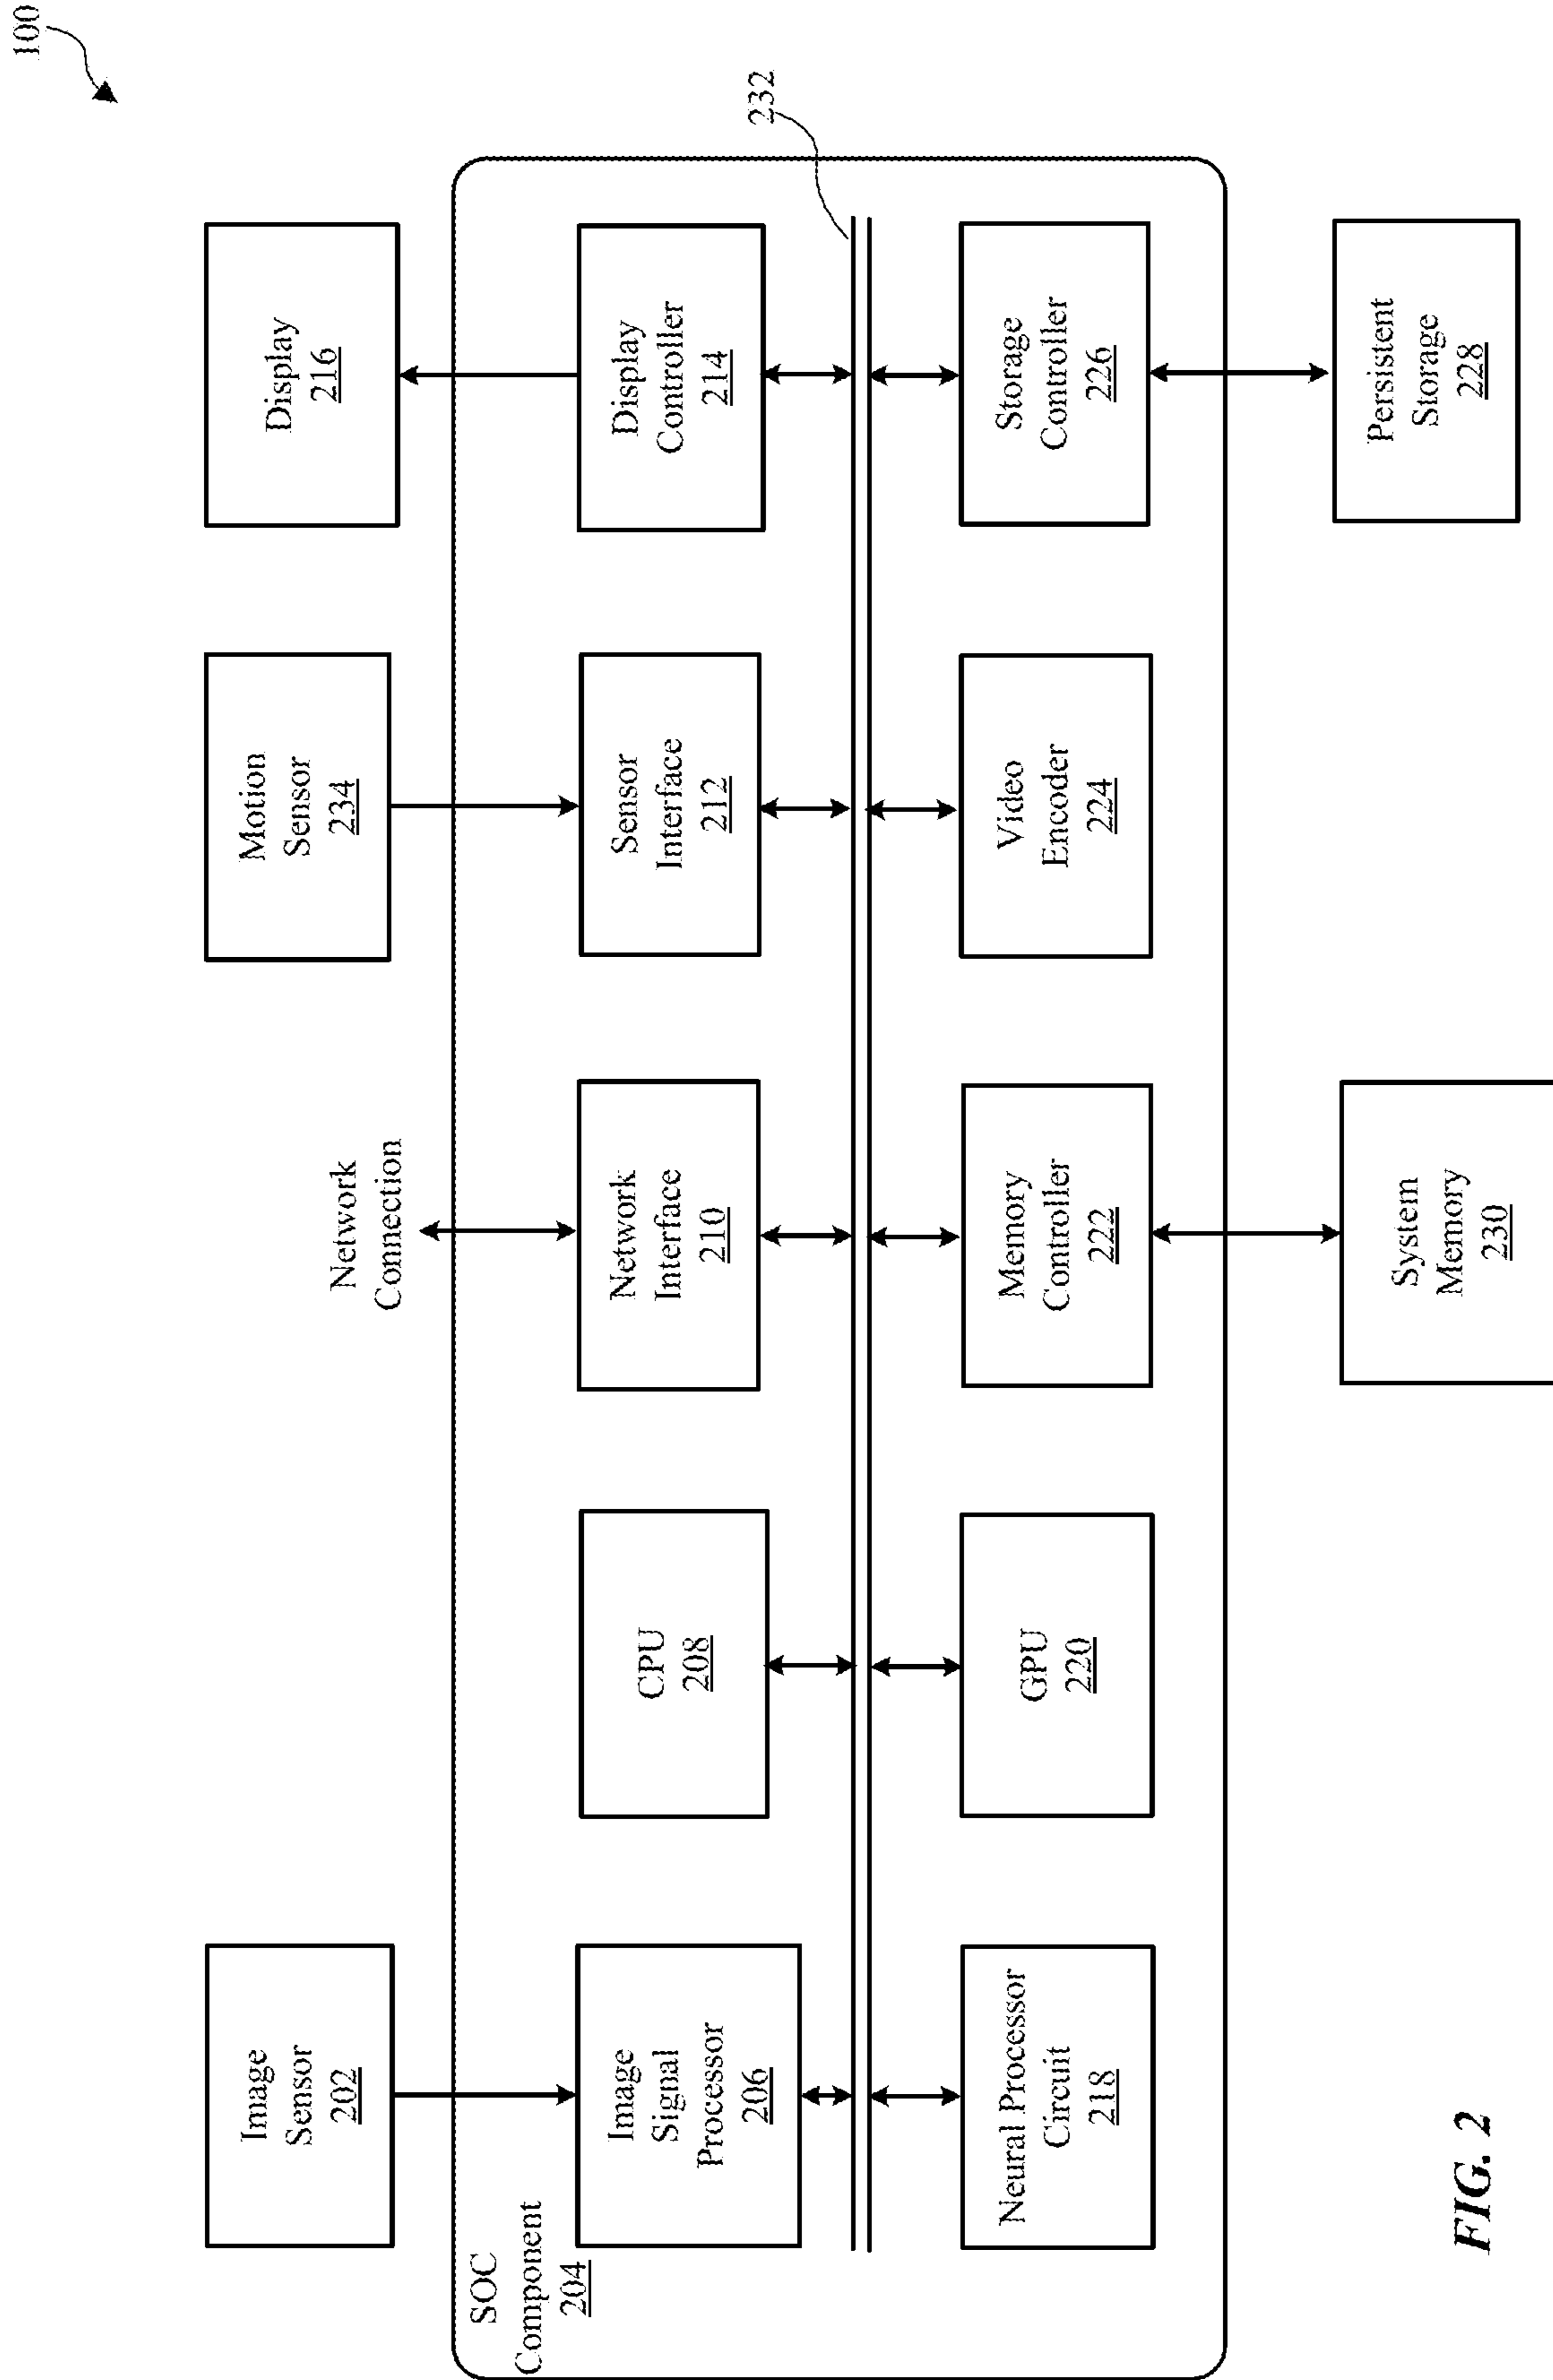 100
Image
Sensor
202
Network
Connection
Motion
Sensor
234
Display
216
SOC
Component
204
Image
Signal
Processor
206
CPU
208
Network
Interface
210
Sensor
Interface
212
Display
Controller
214
232
Neural Processor
Circuit
218
GPU
220
Memory
Controller
222
Video
Encoder
224
Storage
Controller
226
System
Memory
230
Persistent
Storage
228
FIG. 2